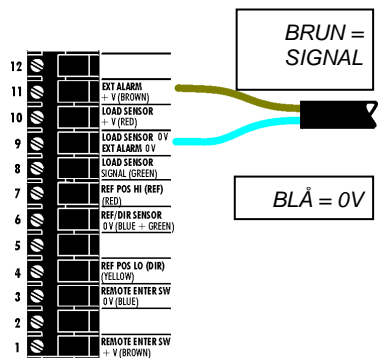 BRUN =
SIGNAL
12
11 EXT ALARM
+ V (BROWN)
10 LOAD SENSOR
+ V (RED)
9 LOAD SENSOR 0V
EXT ALARM 0V
8 LOAD SENSOR
SIGNAL (GREEN)
7 REF POS HI (REF)
(RED)
6 REF/DIR SENSOR
0V (BLUE + GREEN)
5
4 REF POS LO (DIR)
(YELLOW)
3 REMOTE ENTER SW
0V (BLUE)
2
1 REMOTE ENTER SW
+ V (BROWN)
BLÅ = 0V